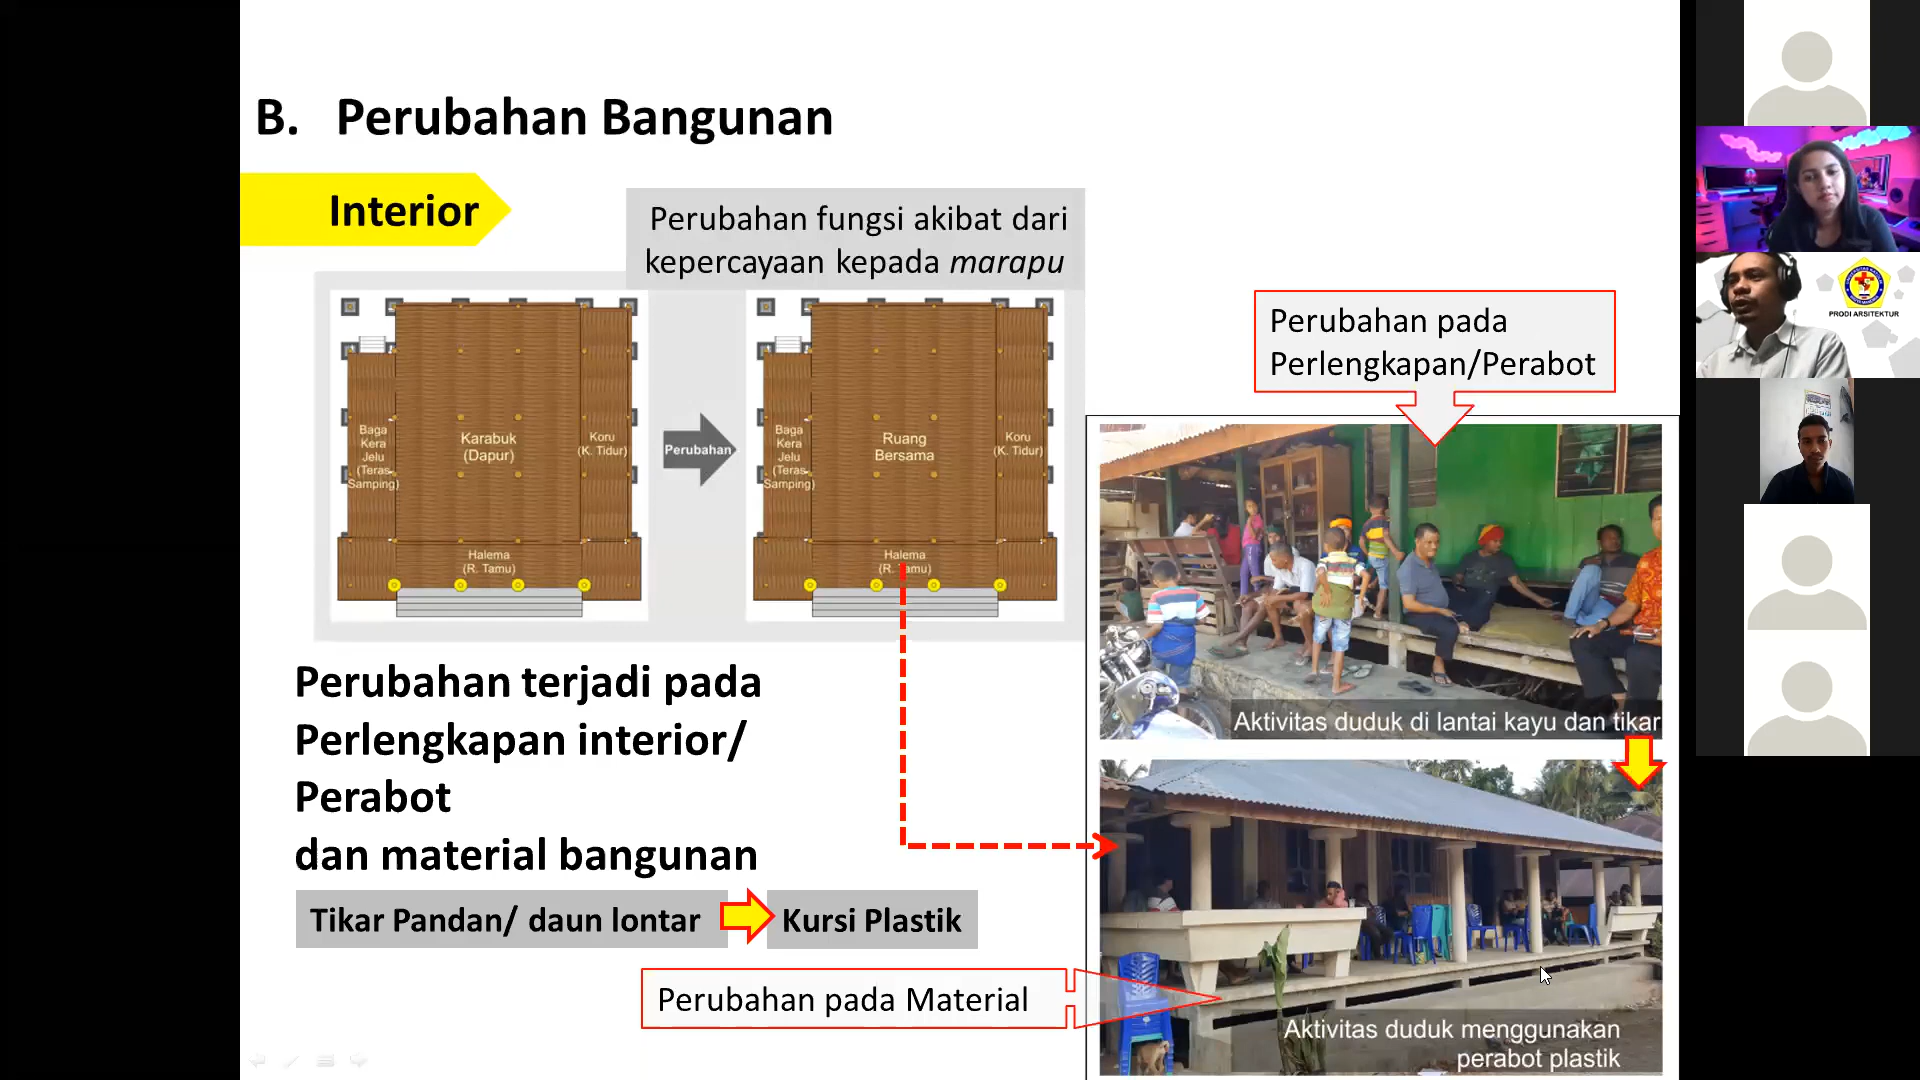 B. Perubahan Bangunan
Interior
Perubahan fungsi akibat dari
kepercayaan kepada marapu
Baga
Kera
Jelu
(Teras
Samping)
Karabuk
(Dapur)
Koru
(K. Tidur)
Halema
(R. Tamu)
Perubahan
Baga
Kera
Jelu
(Teras
Samping)
Ruang
Bersama
Koru
(K. Tidur)
Halema
(R. Tamu)
Perubahan pada
Perlengkapan/Perabot
Aktivitas duduk di lantai kayu dan tikar
Perubahan terjadi pada
Perlengkapan interior/
Perabot
dan material bangunan
Tikar Pandan/ daun lontar
Kursi Plastik
Perubahan pada Material
Aktivitas duduk menggunakan
perabot plastik
PRODI ARSITEKTUR